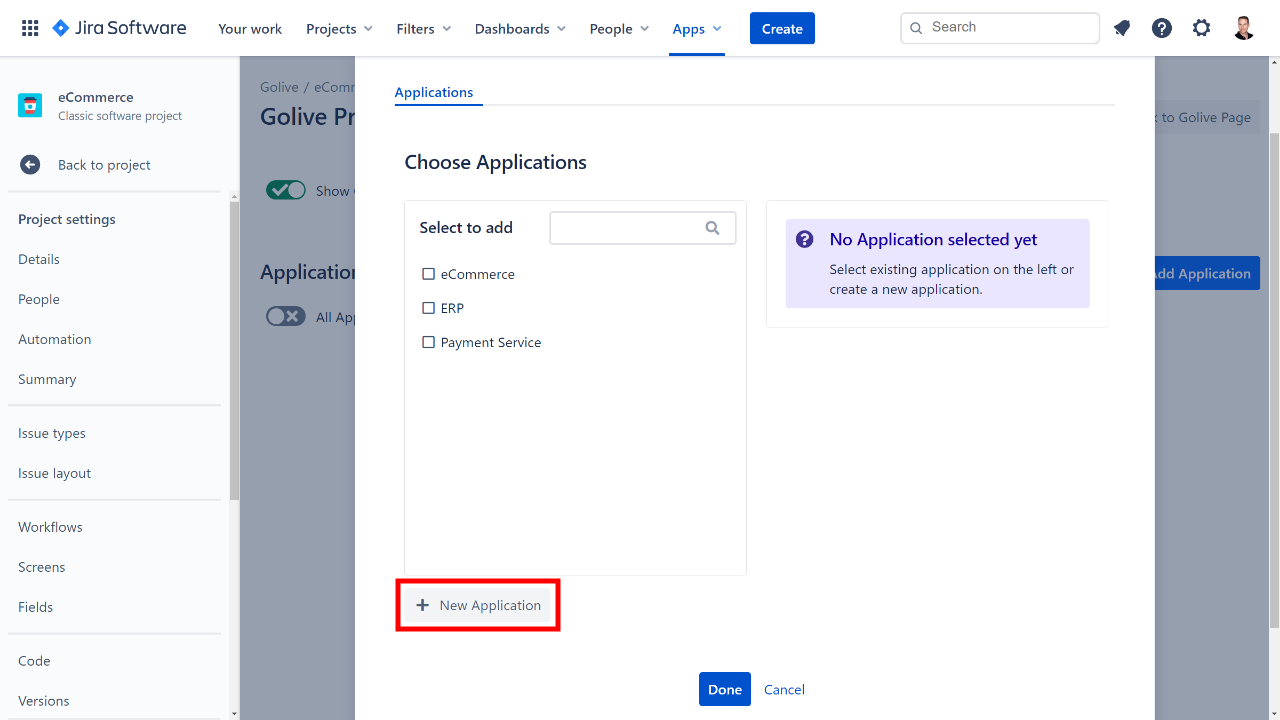 Jira Software Your work Projects Filters Dashboards People Apps Create Search
eCommerce
Classic software project
Back to project
Project settings
Details
People
Automation
Summary
Issue types
Issue layout
Workflows
Screens
Fields
Code
Versions
Golive / eComm
Golive Pr
to Golive Page
Show
Application
Add Application
All App
Applications
Choose Applications
Select to add
eCommerce
ERP
Payment Service
No Application selected yet
Select existing application on the left or
create a new application.
New Application
Done Cancel